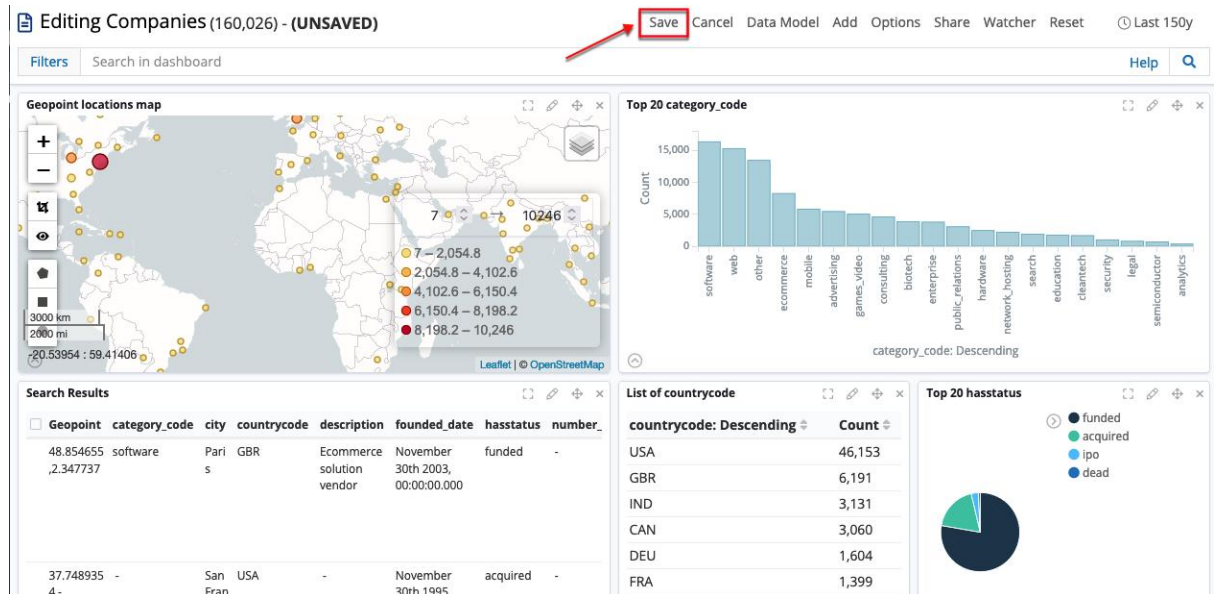 Editing Companies (160,026) - (UNSAVED)
Save Cancel Data Model Add Options Share Watcher Reset Last 150y
Filters Search in dashboard Help
Geopoint locations map
+
−
3000 km
2000 mi
-20.53954 : 59.41406
7 → 10246
7 – 2,054.8
2,054.8 – 4,102.6
4,102.6 – 6,150.4
6,150.4 – 8,198.2
8,198.2 – 10,246
Leaflet | © OpenStreetMap
Top 20 category_code
Count
15,000
10,000
5,000
0
software
web
other
ecommerce
mobile
advertising
games_video
consulting
biotech
enterprise
public_relations
hardware
network_hosting
search
education
cleantech
security
legal
semiconductor
analytics
category_code: Descending
Search Results
Geopoint category_code city countrycode description founded_date hasstatus number_
48.854655 software Pari GBR Ecommerce November funded -
,2.347737 s solution 30th 2003,
vendor 00:00:00.000
37.748935 - San USA - November acquired -
4.- Fran 30th 1995
List of countrycode
countrycode: Descending Count
USA 46,153
GBR 6,191
IND 3,131
CAN 3,060
DEU 1,604
FRA 1,399
Top 20 hasstatus
funded
acquired
ipo
dead